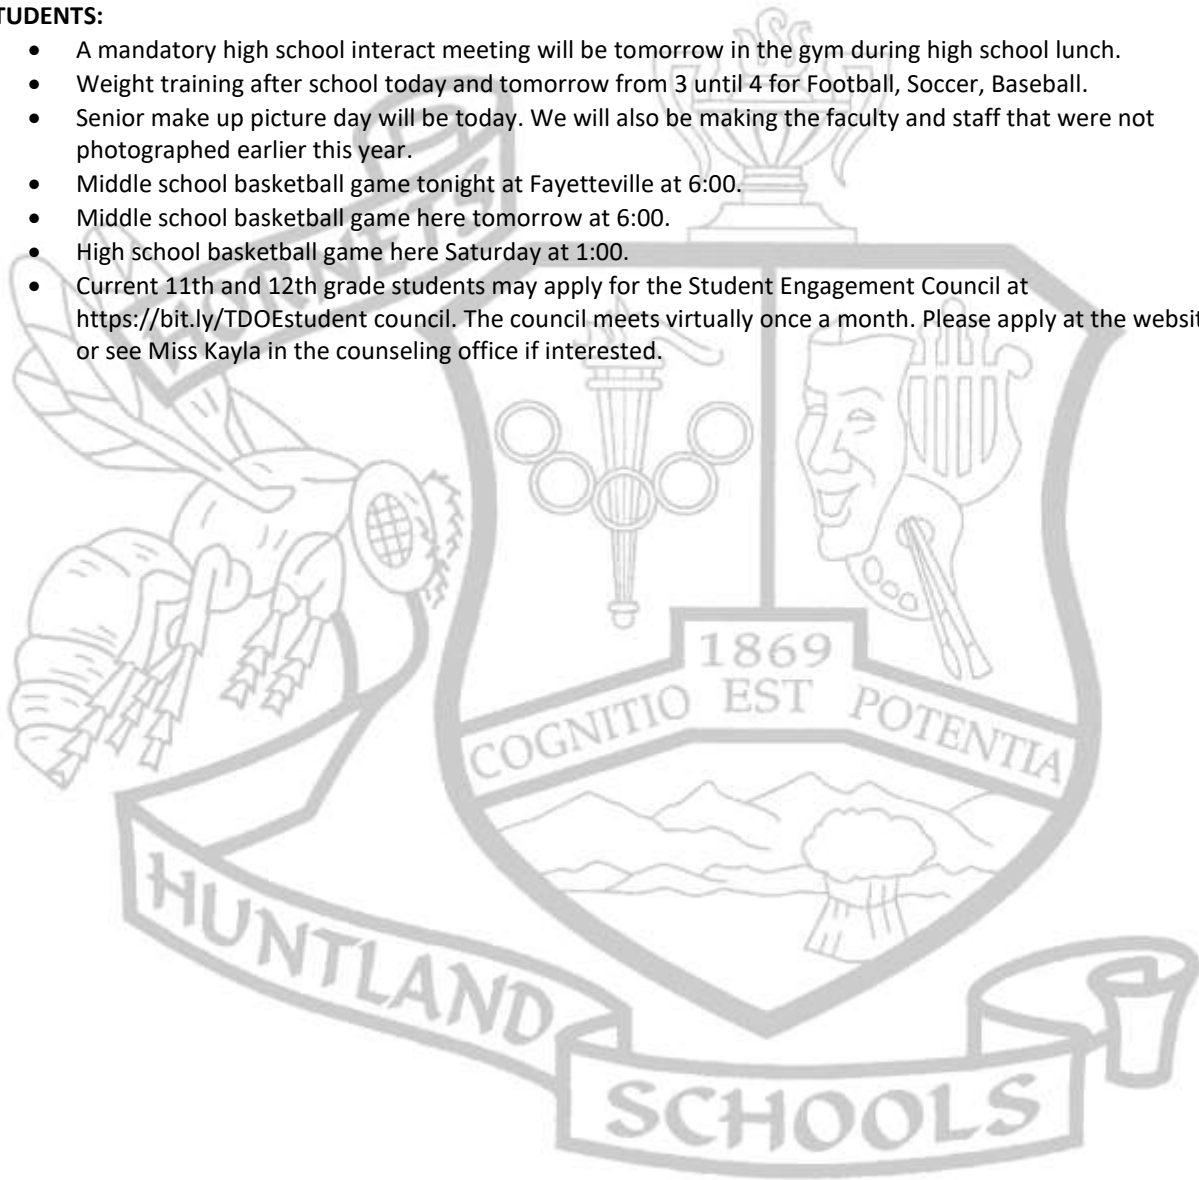 TUDENTS:
• A mandatory high school interact meeting will be tomorrow in the gym during high school lunch.
• Weight training after school today and tomorrow from 3 until 4 for Football, Soccer, Baseball.
• Senior make up picture day will be today. We will also be making the faculty and staff that were not
photographed earlier this year.
• Middle school basketball game tonight at Fayetteville at 6:00.
• Middle school basketball game here tomorrow at 6:00.
• High school basketball game here Saturday at 1:00.
• Current 11th and 12th grade students may apply for the Student Engagement Council at
https://bit.ly/TDOEstudent council. The council meets virtually once a month. Please apply at the websit
or see Miss Kayla in the counseling office if interested.
HORNETS
1869
COGNITIO EST POTENTIA
HUNTLAND
SCHOOLS